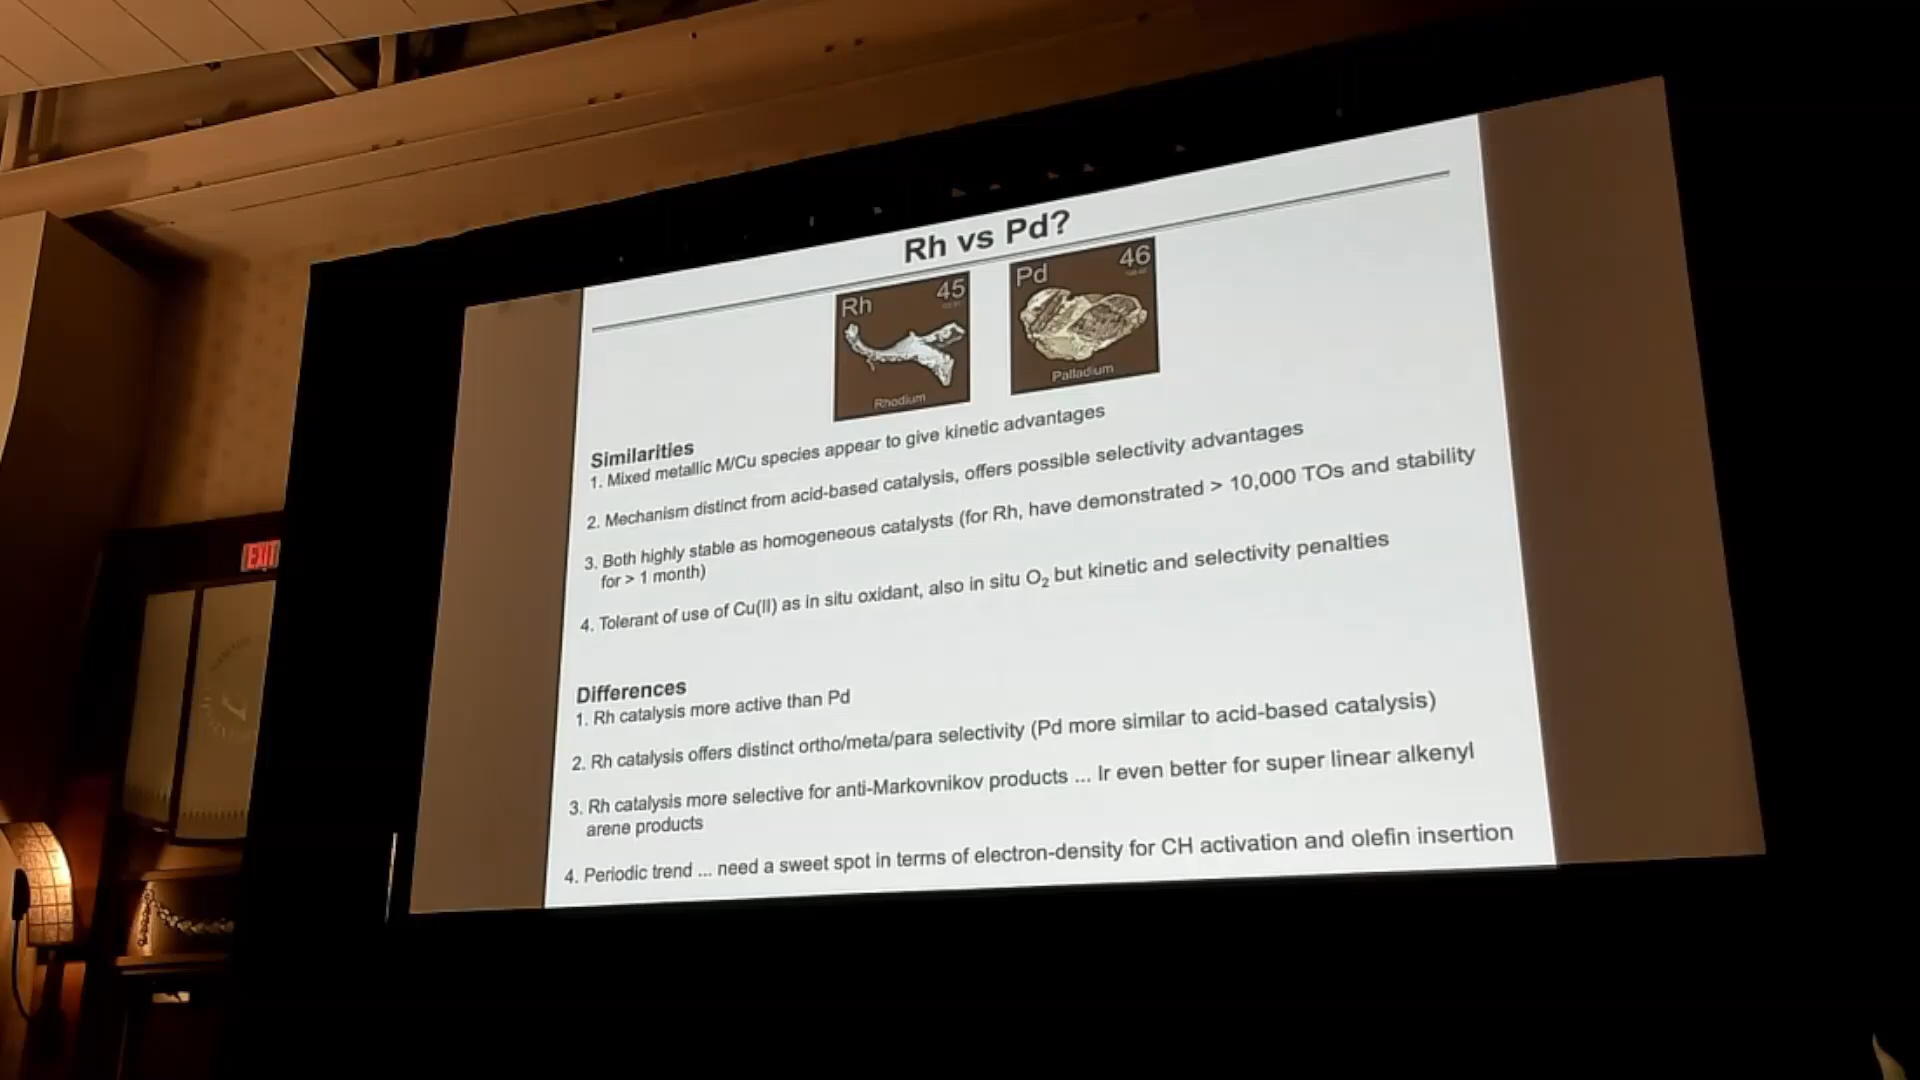 Rh vs Pd?
Rh 45
Rhodium
Pd 46
Palladium
Similarities
1. Mixed metallic M/Cu species appear to give kinetic advantages
2. Mechanism distinct from acid-based catalysis, offers possible selectivity advantages
3. Both highly stable as homogeneous catalysts (for Rh, have demonstrated > 10,000 TOs and stability
for > 1 month)
4. Tolerant of use of Cu(II) as in situ oxidant, also in situ O₂ but kinetic and selectivity penalties
Differences
1. Rh catalysis more active than Pd
2. Rh catalysis offers distinct ortho/meta/para selectivity (Pd more similar to acid-based catalysis)
3. Rh catalysis more selective for anti-Markovnikov products ... Ir even better for super linear alkenyl
arene products
4. Periodic trend ... need a sweet spot in terms of electron-density for CH activation and olefin insertion
EXIT